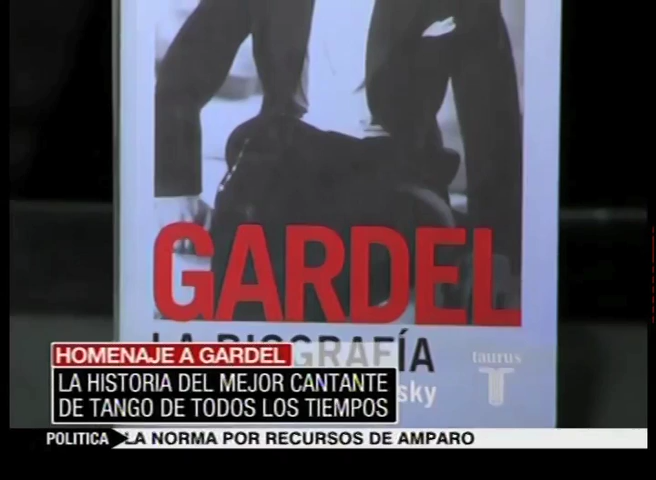 GARDEL
LA BIOGRAFÍA
sky
taurus
T
HOMENAJE A GARDEL
LA HISTORIA DEL MEJOR CANTANTE
DE TANGO DE TODOS LOS TIEMPOS
POLITICA LA NORMA POR RECURSOS DE AMPARO